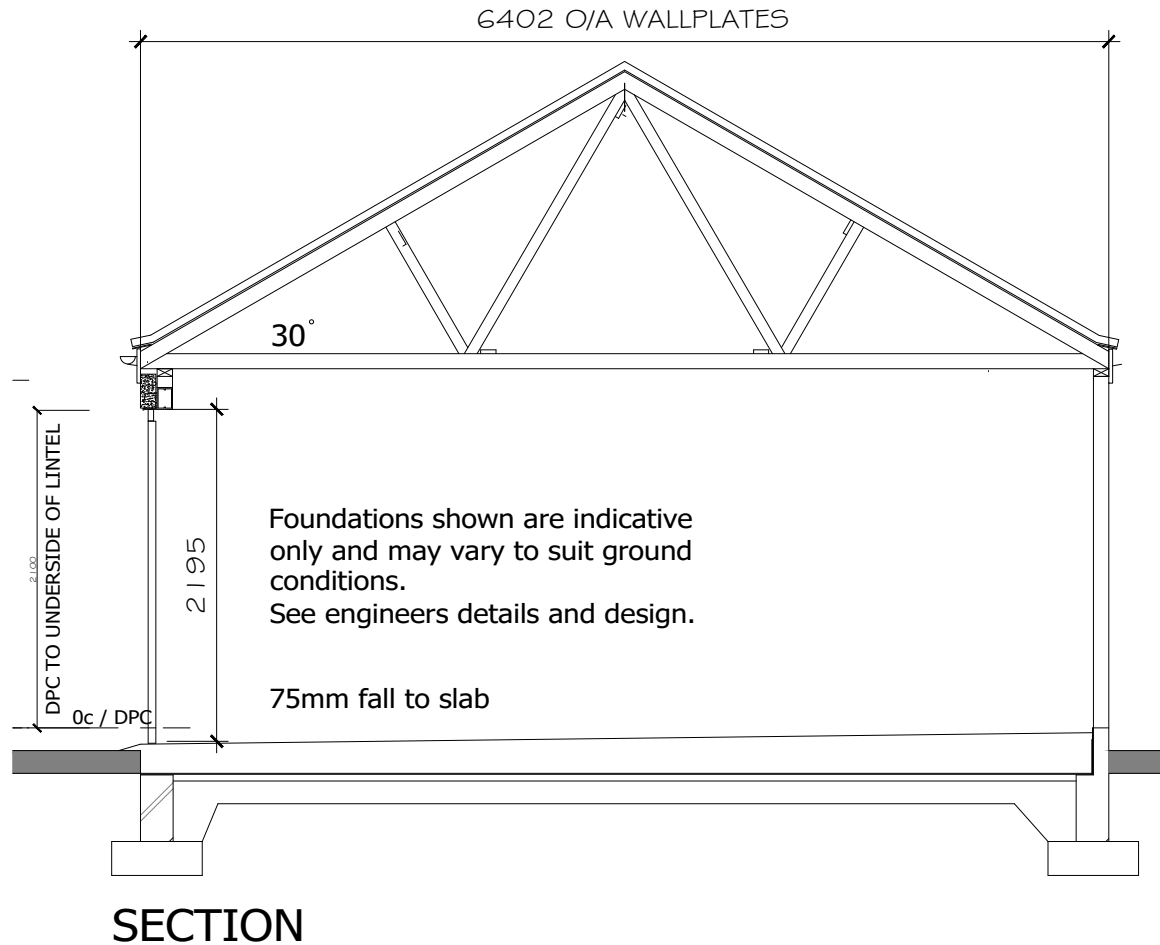 6402 O/A WALLPLATES
30°
DPC TO UNDERSIDE OF LINTEL
2100
2195
Foundations shown are indicative
only and may vary to suit ground
conditions.
See engineers details and design.
75mm fall to slab
0c / DPC
SECTION